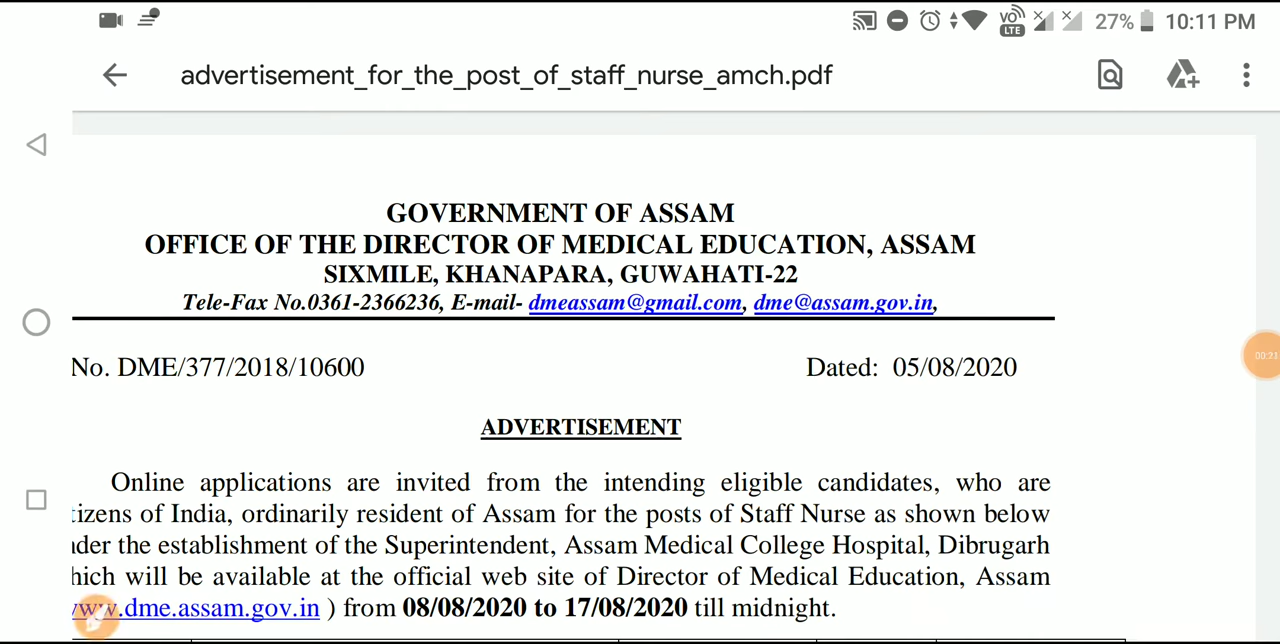 VO LTE 27% 10:11 PM
advertisement_for_the_post_of_staff_nurse_amch.pdf
GOVERNMENT OF ASSAM
OFFICE OF THE DIRECTOR OF MEDICAL EDUCATION, ASSAM
SIXMILE, KHANAPARA, GUWAHATI-22
Tele-Fax No.0361-2366236, E-mail- dmeassam@gmail.com, dme@assam.gov.in,
No. DME/377/2018/10600 Dated: 05/08/2020
ADVERTISEMENT
Online applications are invited from the intending eligible candidates, who are
tizens of India, ordinarily resident of Assam for the posts of Staff Nurse as shown below
der the establishment of the Superintendent, Assam Medical College Hospital, Dibrugarh
hich will be available at the official web site of Director of Medical Education, Assam
ww.dme.assam.gov.in ) from 08/08/2020 to 17/08/2020 till midnight.